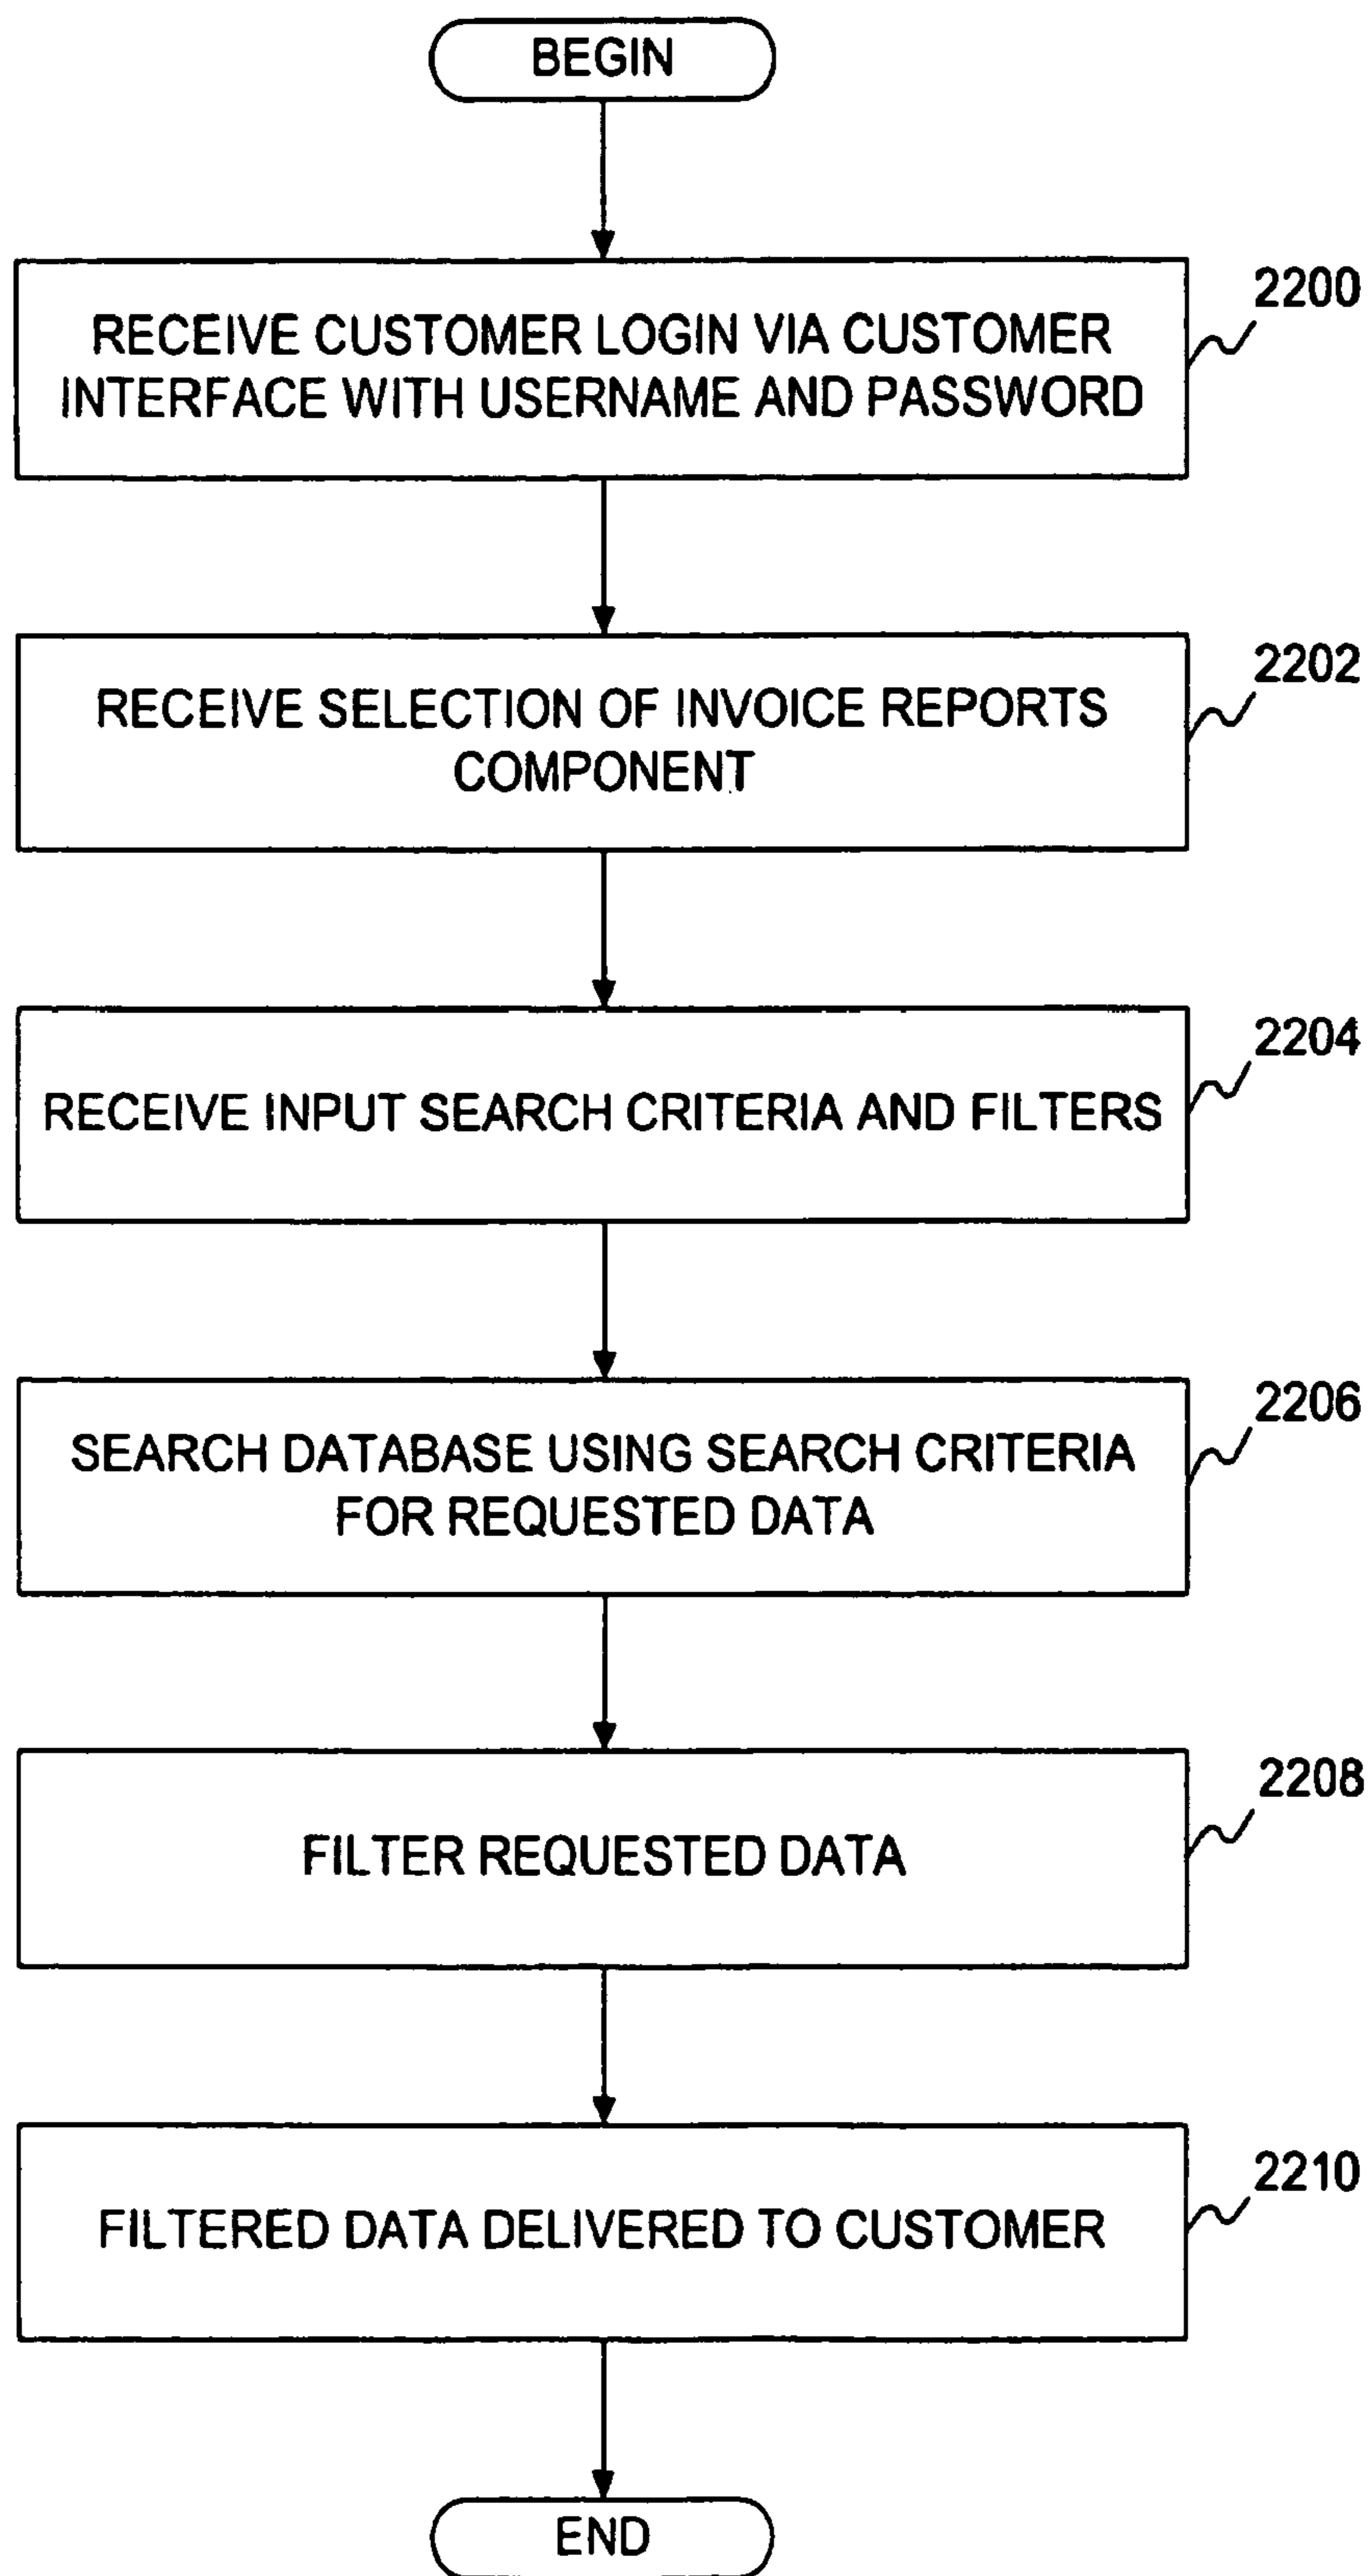 BEGIN
RECEIVE CUSTOMER LOGIN VIA CUSTOMER
INTERFACE WITH USERNAME AND PASSWORD
2200
RECEIVE SELECTION OF INVOICE REPORTS
COMPONENT
2202
RECEIVE INPUT SEARCH CRITERIA AND FILTERS
2204
SEARCH DATABASE USING SEARCH CRITERIA
FOR REQUESTED DATA
2206
FILTER REQUESTED DATA
2208
FILTERED DATA DELIVERED TO CUSTOMER
2210
END